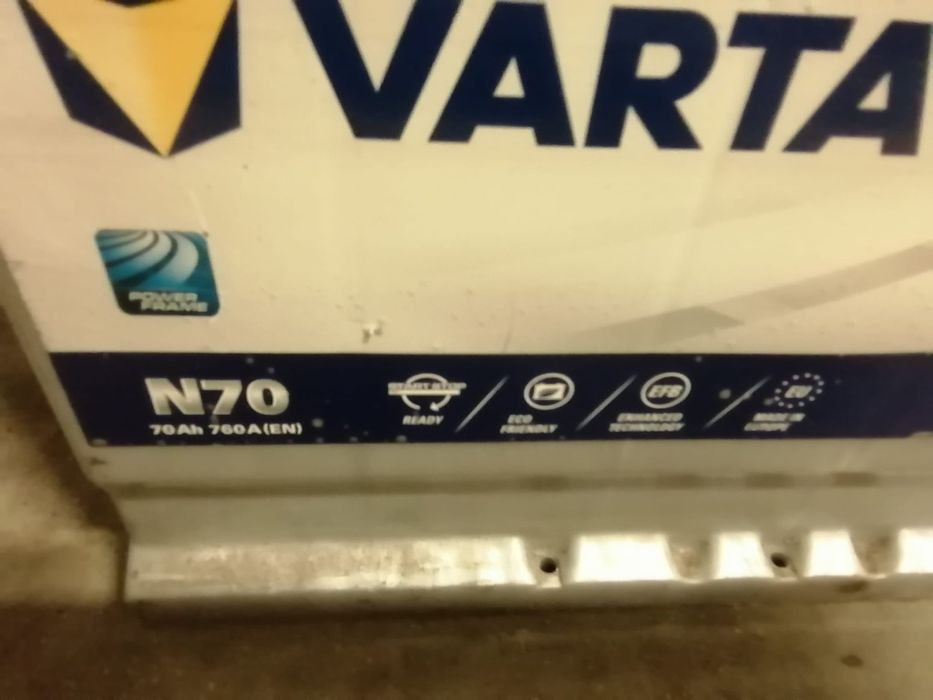 VARTA
POWER
FRAME
N70
70Ah 760A(EN)
START STOP
READY
ECO
FRIENDLY
EFB
ENHANCED
TECHNOLOGY
EU
MADE IN
EUROPE